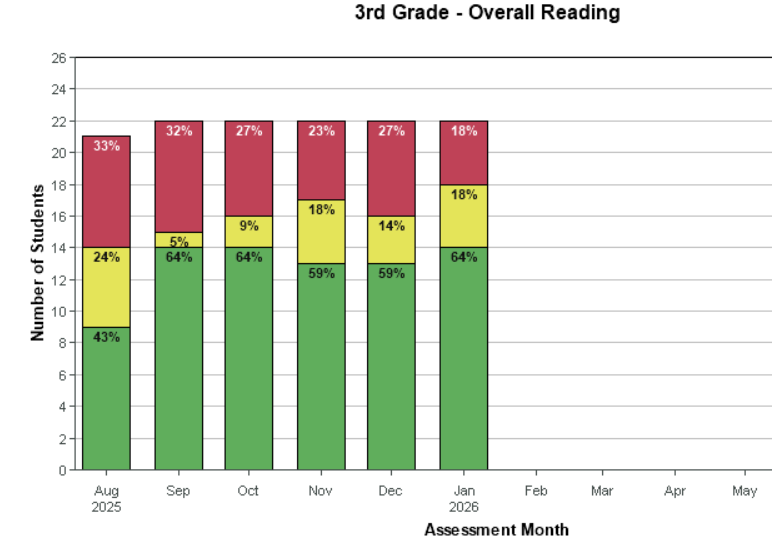 3rd Grade - Overall Reading
Number of Students
26
24
22
20
18
16
14
12
10
8
6
4
2
0
33% 24% 43%
32% 5% 64%
27% 9% 64%
23% 18% 59%
27% 14% 59%
18% 18% 64%
Aug Sep Oct Nov Dec Jan Feb Mar Apr May
2025 2026
Assessment Month